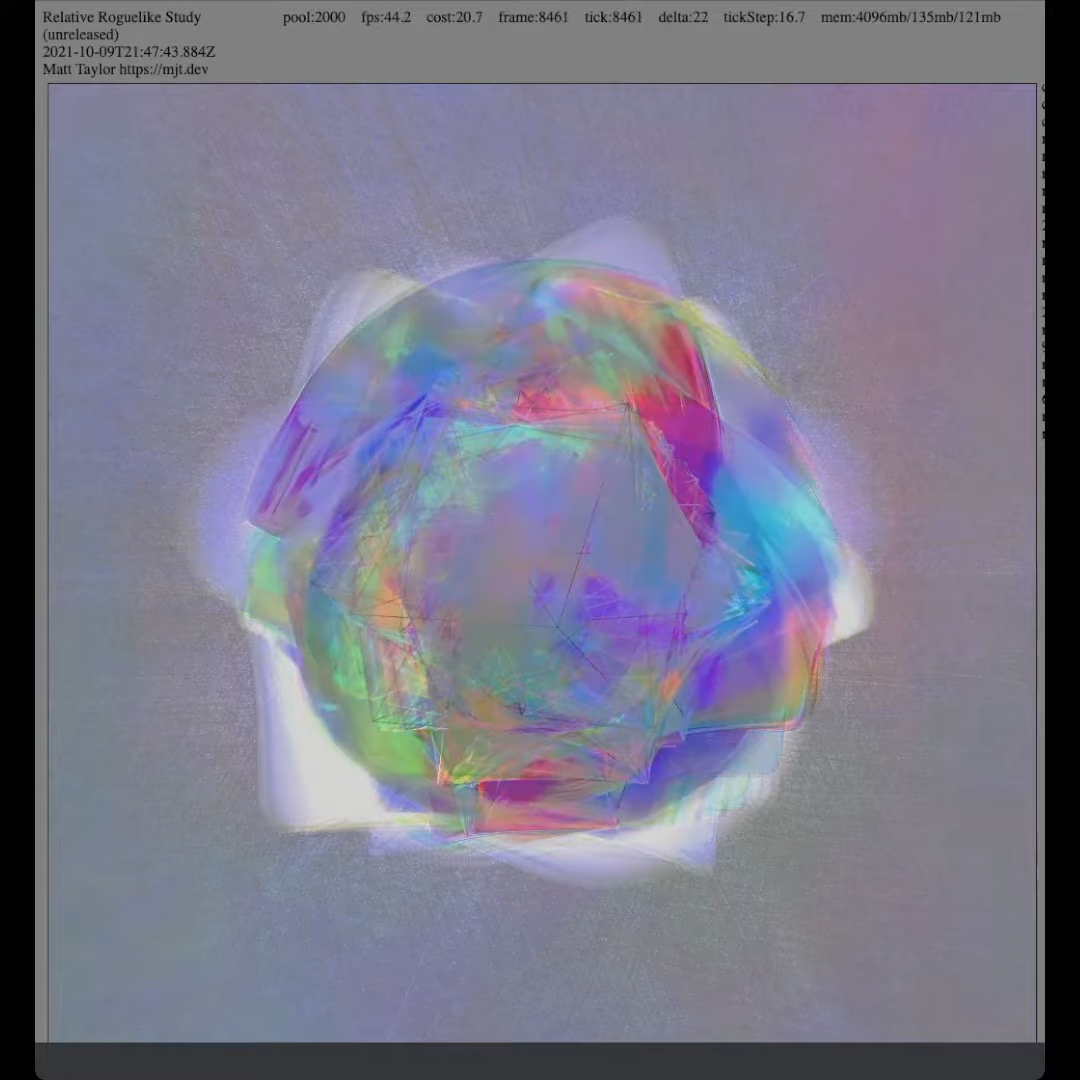 Relative Roguelike Study pool:2000 fps:44.2 cost:20.7 frame:8461 tick:8461 delta:22 tickStep:16.7 mem:4096mb/135mb/121mb
(unreleased)
2021-10-09T21:47:43.884Z
Matt Taylor https://mjt.dev